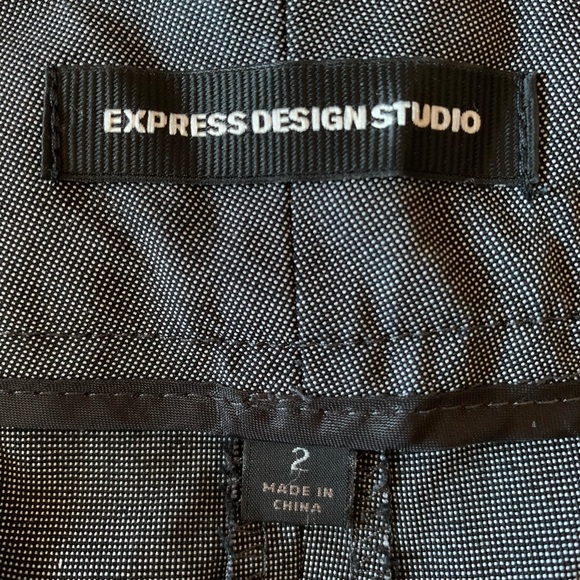 EXPRESS DESIGN STUDIO
2
MADE IN
CHINA